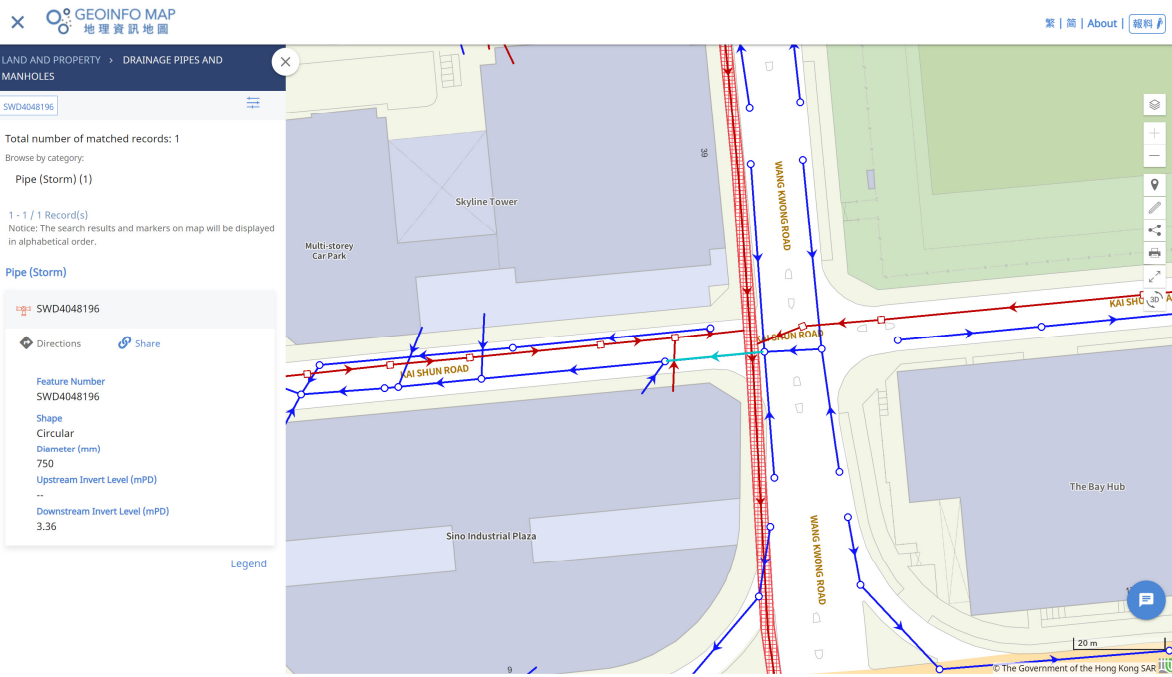 GEOINFO MAP
地理資訊地圖
繁 | 简 | About | 報料
LAND AND PROPERTY › DRAINAGE PIPES AND
MANHOLES
SWD4048196
Total number of matched records: 1
Browse by category:
Pipe (Storm) (1)
1 - 1 / 1 Record(s)
Notice: The search results and markers on map will be displayed
in alphabetical order.
Pipe (Storm)
SWD4048196
Directions
Share
Feature Number
SWD4048196
Shape
Circular
Diameter (mm)
750
Upstream Invert Level (mPD)
--
Downstream Invert Level (mPD)
3.36
Legend
39
WANG KWONG ROAD
Skyline Tower
Multi-storey
Car Park
3D
KAI SHUN ROAD
KAI SHUN ROAD
The Bay Hub
Sino Industrial Plaza
WANG KWONG ROAD
20 m
9
© The Government of the Hong Kong SAR